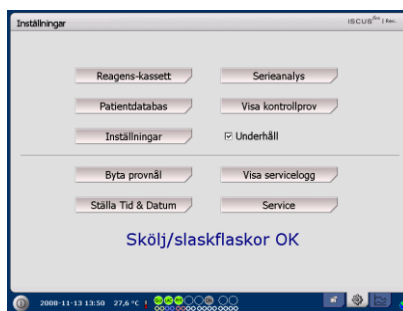 Inställningar
ISCUS
Reagens-kassett
Serieanalys
Patientdatabas
Visa kontrollprov
Inställningar
Underhåll
Byta provnål
Visa servicelogg
Ställa Tid & Datum
Service
Skölj/slaskflaskor OK
2008-11-13 13:50 27,6 °C